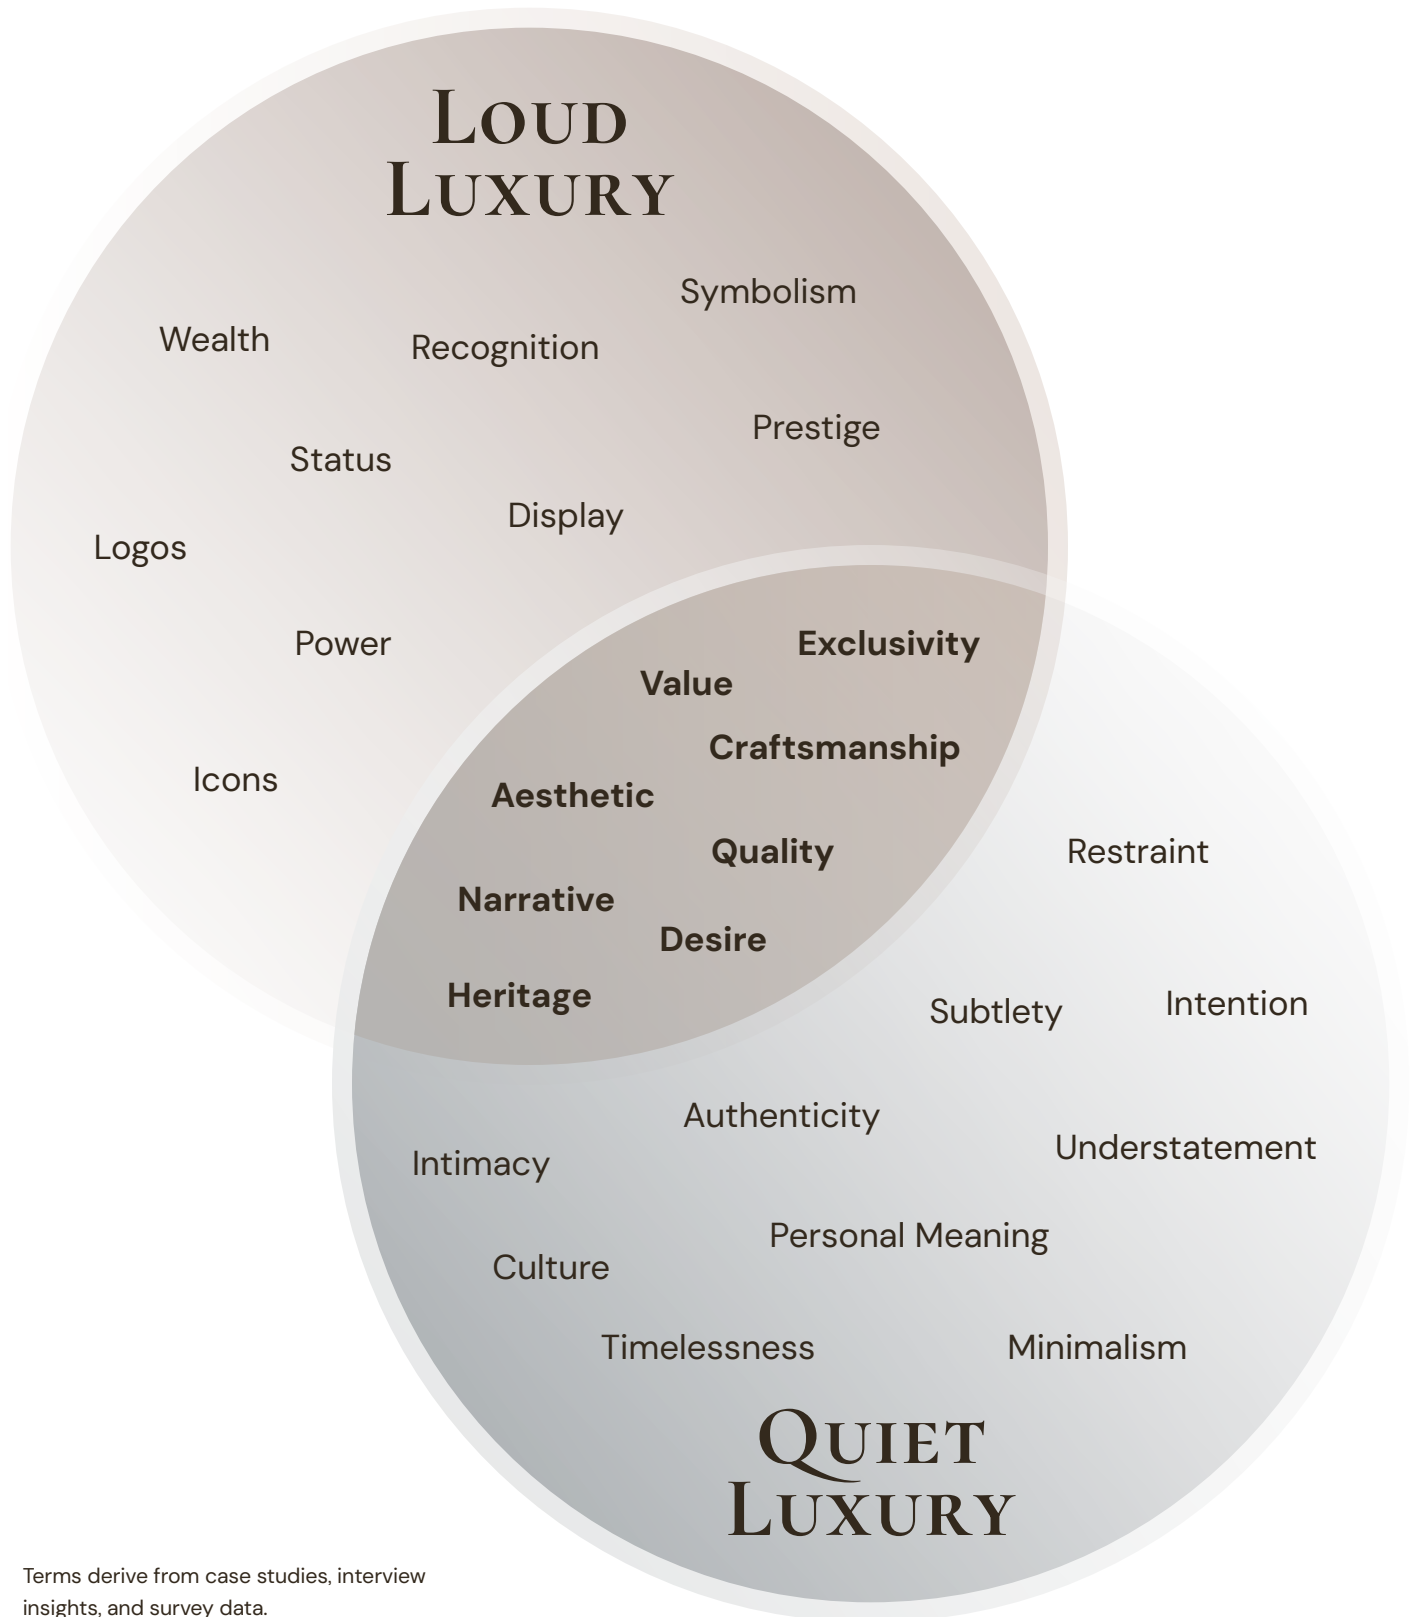 LOUD
LUXURY
Symbolism
Wealth
Recognition
Prestige
Status
Display
Logos
Power
Icons
Exclusivity
Value
Craftsmanship
Aesthetic
Quality
Narrative
Desire
Heritage
Restraint
Subtlety
Intention
Authenticity
Understatement
Intimacy
Personal Meaning
Culture
Timelessness
Minimalism
QUIET
LUXURY
Terms derive from case studies, interview
insights, and survey data.